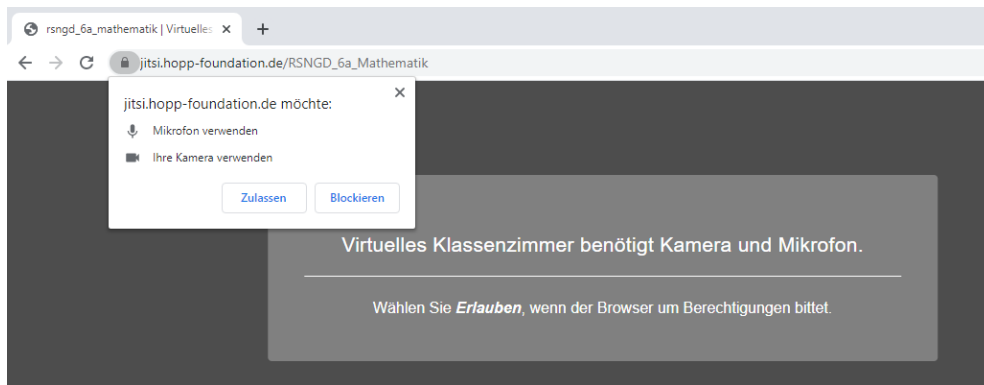 rsngd_6a_mathematik | Virtuelles
jitsi.hopp-foundation.de/RSNGD_6a_Mathematik
jitsi.hopp-foundation.de möchte:
Mikrofon verwenden
Ihre Kamera verwenden
Zulassen Blockieren
Virtuelles Klassenzimmer benötigt Kamera und Mikrofon.
Wählen Sie Erlauben, wenn der Browser um Berechtigungen bittet.